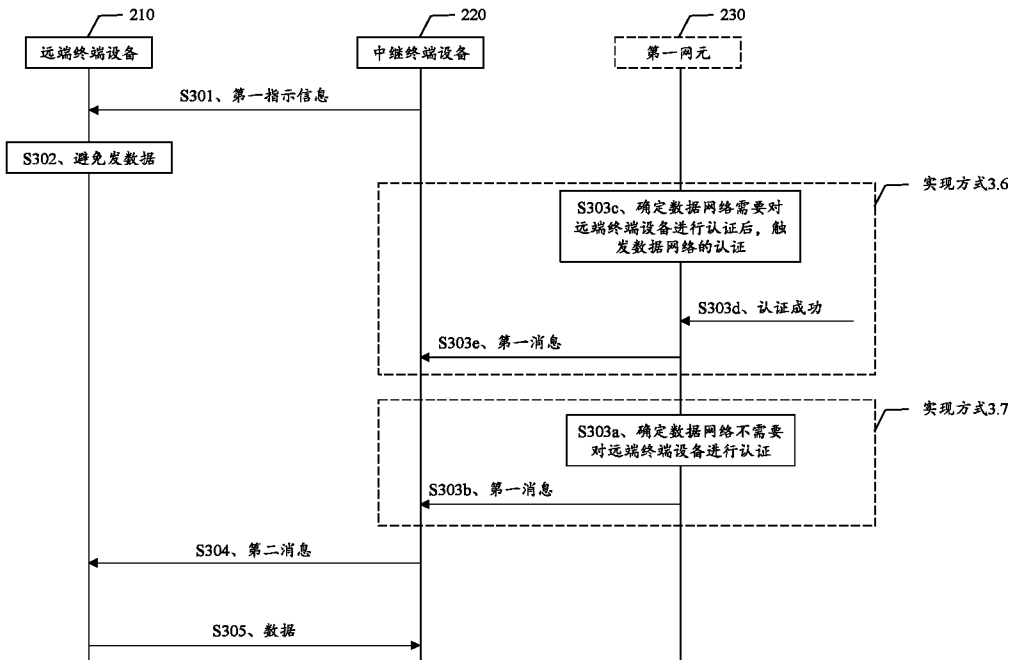 210
220
230
远端终端设备
中继终端设备
第一网元
S301、第一指示信息
S302、避免发数据
实现方式3.6
S303c、确定数据网络需要对
远端终端设备进行认证后，触
发数据网络的认证
S303d、认证成功
S303e、第一消息
实现方式3.7
S303a、确定数据网络不需要
对远端终端设备进行认证
S303b、第一消息
S304、第二消息
S305、数据